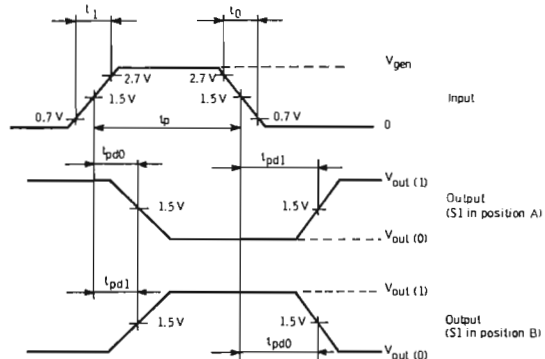 t1 t0
Vgen
2.7 V 2.7 V
1.5 V 1.5 V Input
0.7 V tp 0.7 V
0
tpd0 tpd1
Vout (1)
1.5 V 1.5 V Output
(S1 in position A)
Vout (0)
tpd1 Vout (1)
1.5 V 1.5 V Output
(S1 in position B)
tpd0 Vout (0)